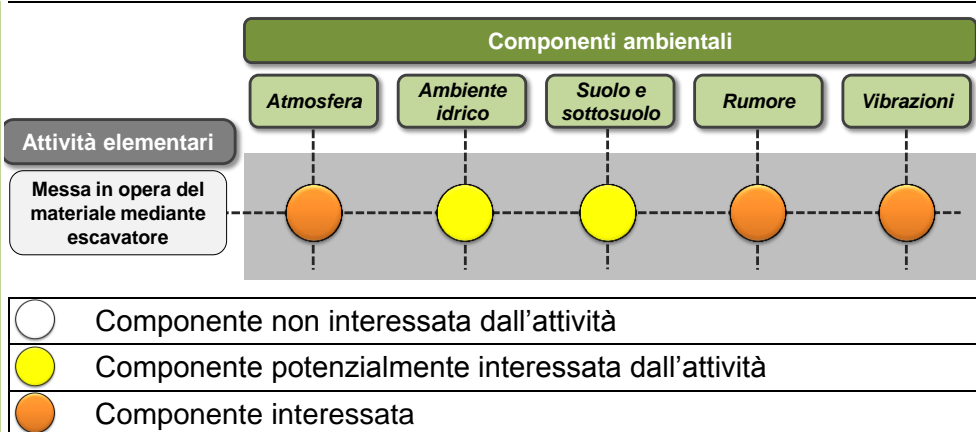 Componenti ambientali
Atmosfera
Ambiente
idrico
Suolo e
sottosuolo
Rumore
Vibrazioni
Attività elementari
Messa in opera del
materiale mediante
escavatore
Componente non interessata dall'attività
Componente potenzialmente interessata dall'attività
Componente interessata